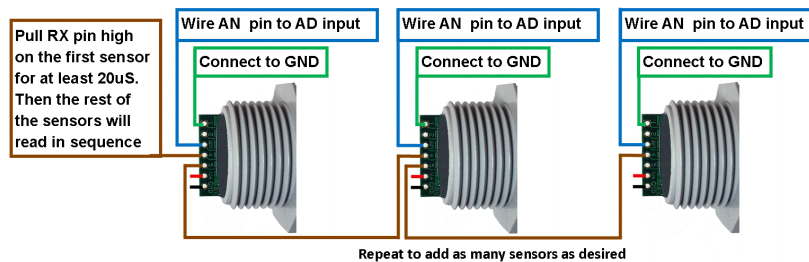 Pull RX pin high
on the first sensor
for at least 20uS.
Then the rest of
the sensors will
read in sequence
Wire AN pin to AD input
Connect to GND
Wire AN pin to AD input
Connect to GND
Wire AN pin to AD input
Connect to GND
Repeat to add as many sensors as desired